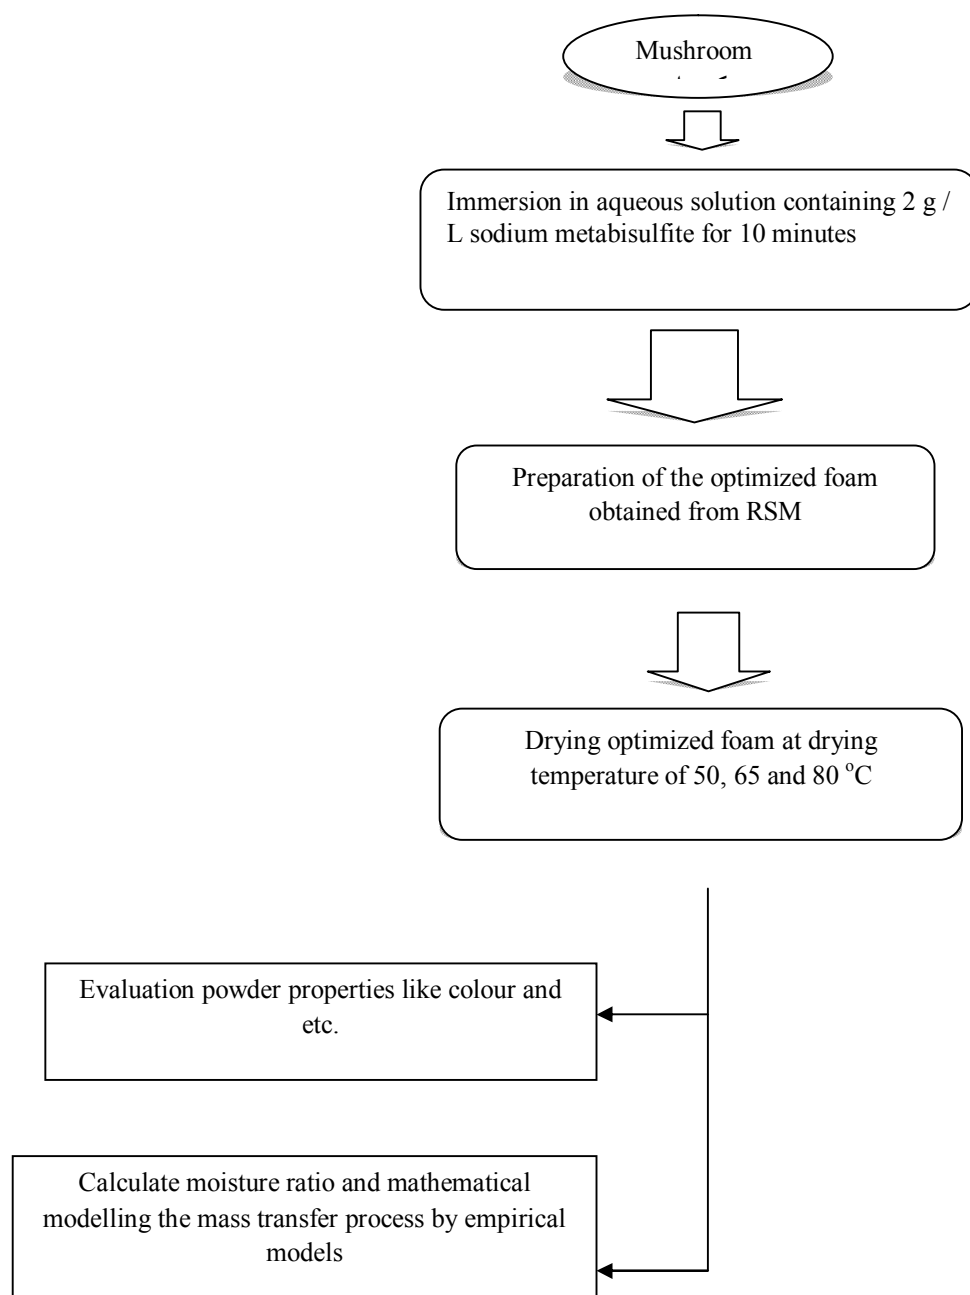 Mushroom
Immersion in aqueous solution containing 2 g /
L sodium metabisulfite for 10 minutes
Preparation of the optimized foam
obtained from RSM
Drying optimized foam at drying
temperature of 50, 65 and 80 °C
Evaluation powder properties like colour and
etc.
Calculate moisture ratio and mathematical
modelling the mass transfer process by empirical
models